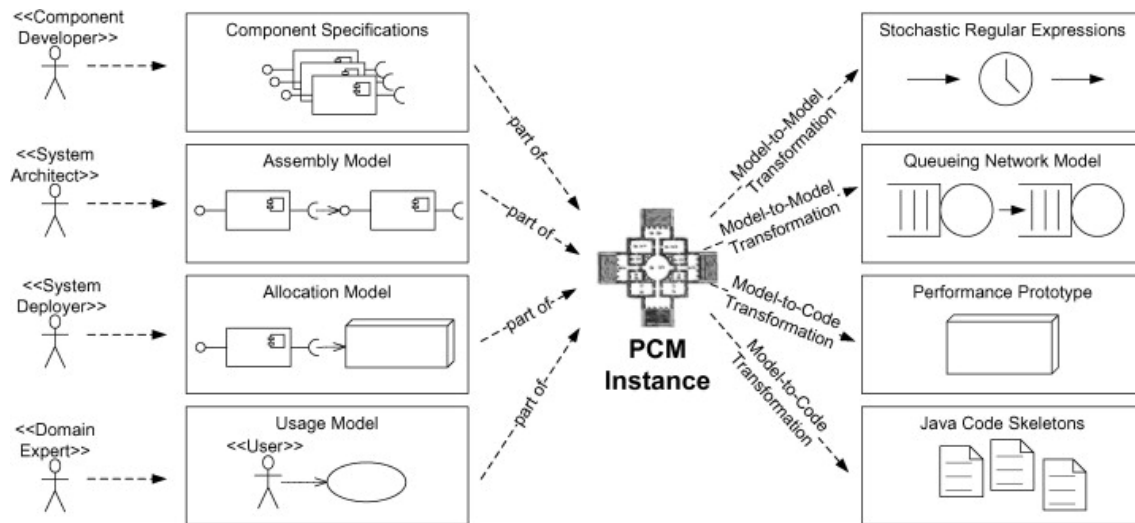 <<Component
Developer>>
Component Specifications
<<System
Architect>>
Assembly Model
<<System
Deployer>>
Allocation Model
<<Domain
Expert>>
Usage Model
<<User>>
part of
part of
part of
part of
PCM
Instance
Model-to-Model
Transformation
Model-to-Model
Transformation
Model-to-Code
Transformation
Model-to-Code
Transformation
Stochastic Regular Expressions
Queueing Network Model
Performance Prototype
Java Code Skeletons